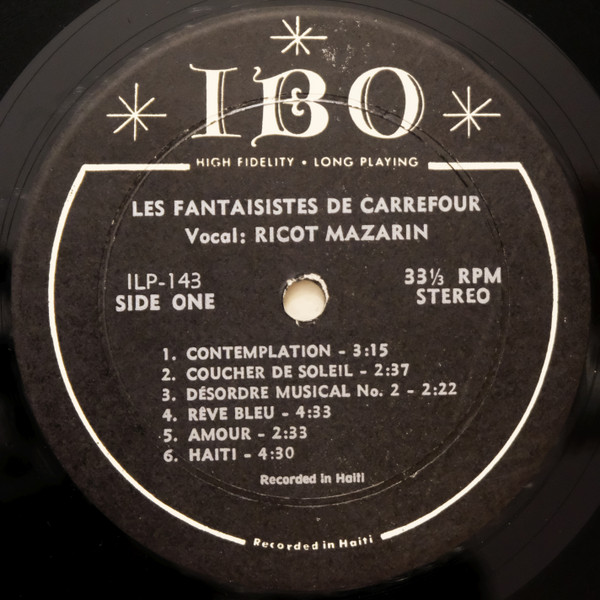 IBO
HIGH FIDELITY • LONG PLAYING
LES FANTAISISTES DE CARREFOUR
Vocal: RICOT MAZARIN
ILP-143 33⅓ RPM
SIDE ONE STEREO
1. CONTEMPLATION - 3:15
2. COUCHER DE SOLEIL - 2:37
3. DÉSORDRE MUSICAL No. 2 - 2:22
4. RÊVE BLEU - 4:33
5. AMOUR - 2:33
6. HAITI - 4:30
Recorded in Haiti
Recorded in Haiti